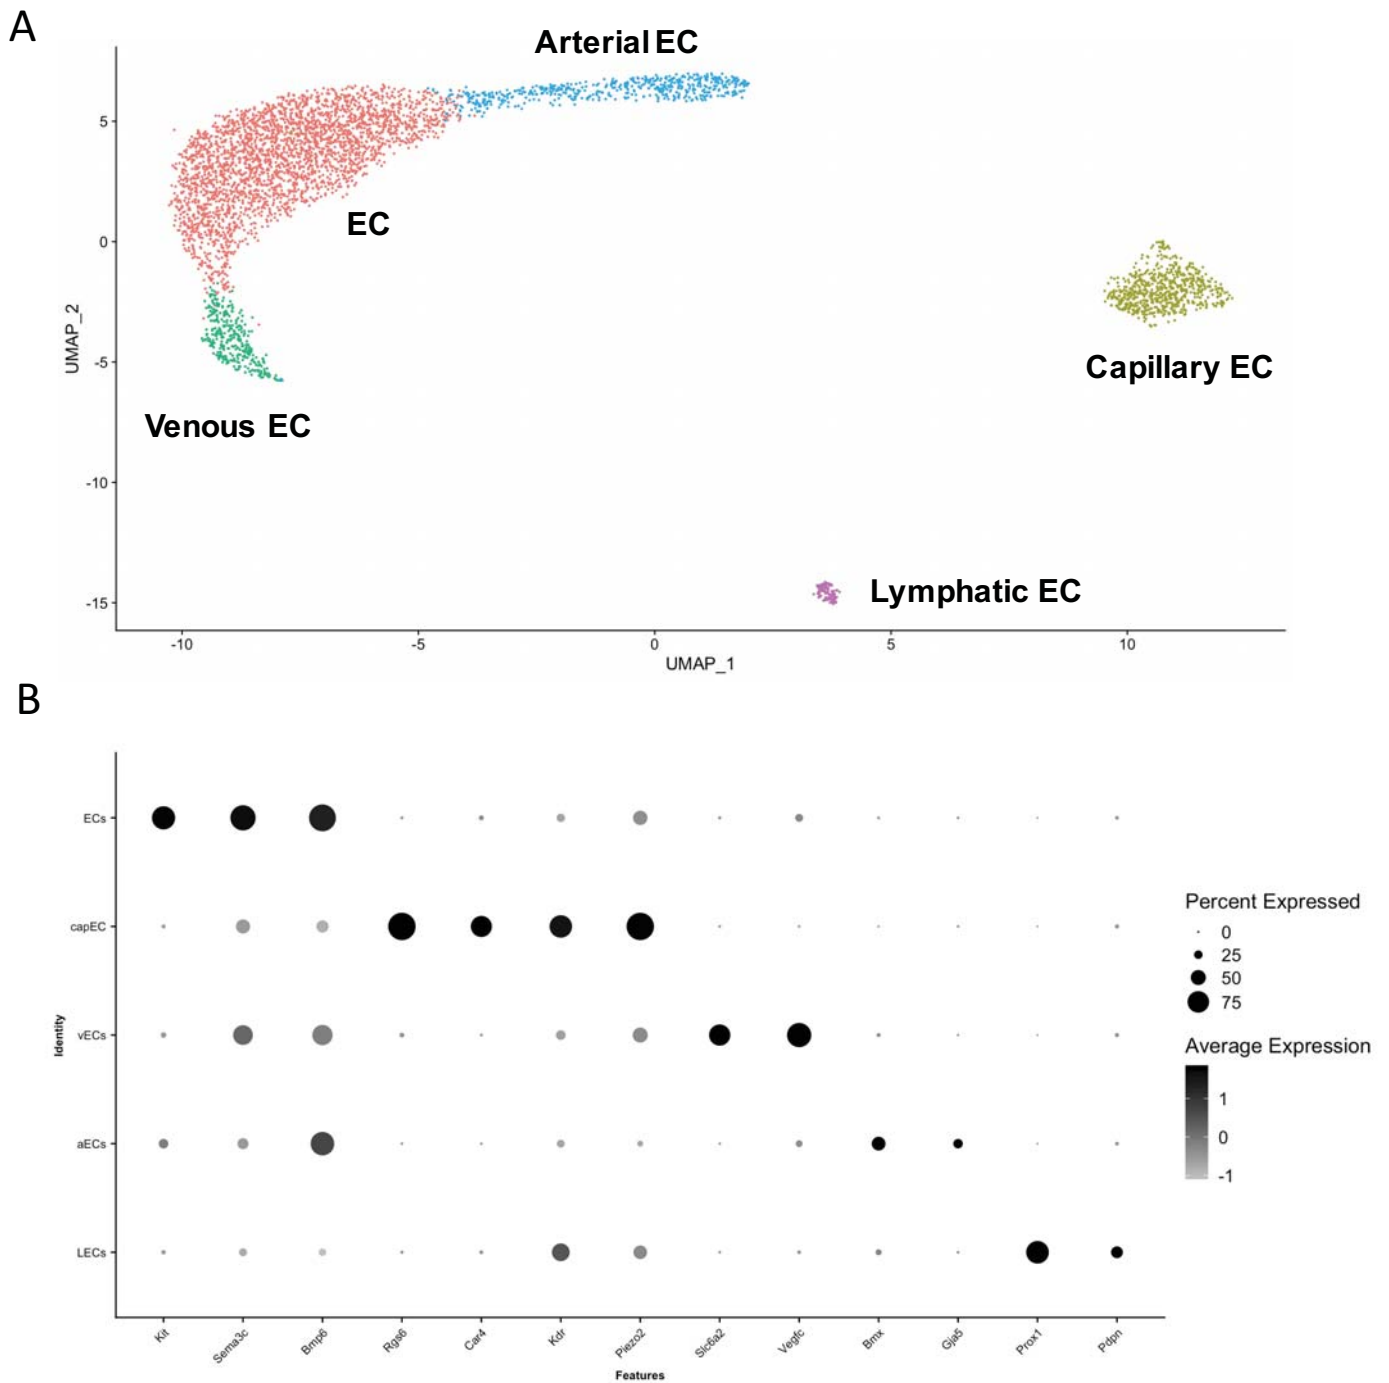 A
Arterial EC
EC
Capillary EC
Venous EC
Lymphatic EC
UMAP_2
5
0
-5
-10
-15
-10
-5
0
5
10
UMAP_1
B
Identity
ECs
capEC
vECs
aECs
LECs
Kit
Sema3c
Bmp6
Rgs6
Car4
Kdr
Piezo2
Slc6a2
Vegfc
Bmx
Gja5
Prox1
Pdpn
Features
Percent Expressed
0
25
50
75
Average Expression
1
0
-1